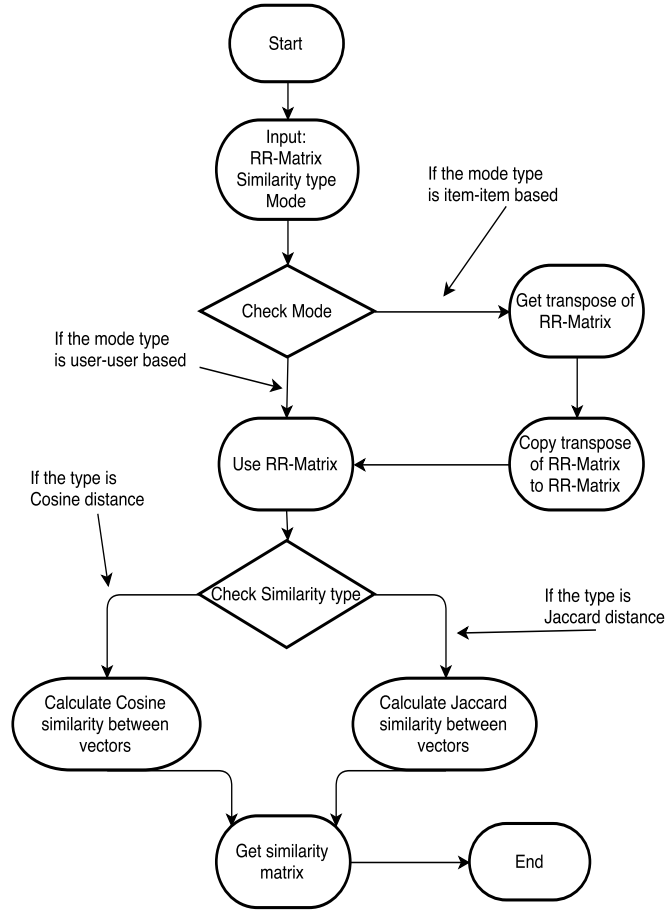 Start
Input:
RR-Matrix
Similarity type
Mode
If the mode type
is item-item based
Check Mode
Get transpose of
RR-Matrix
If the mode type
is user-user based
Use RR-Matrix
Copy transpose
of RR-Matrix
to RR-Matrix
If the type is
Cosine distance
Check Similarity type
If the type is
Jaccard distance
Calculate Cosine
similarity between
vectors
Calculate Jaccard
similarity between
vectors
Get similarity
matrix
End